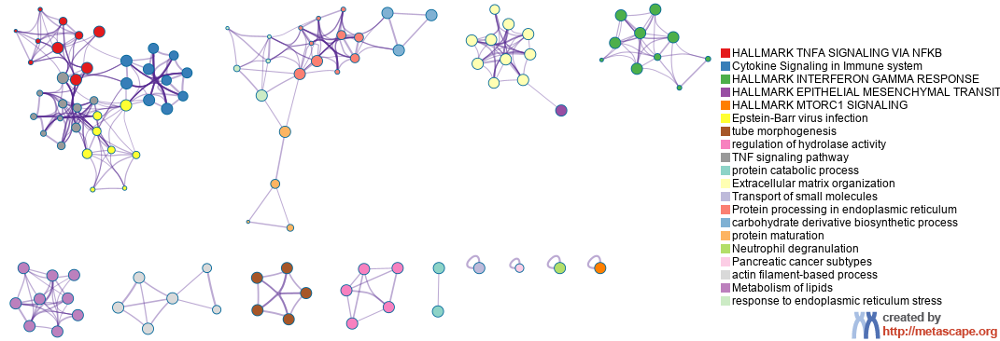 HALLMARK TNFA SIGNALING VIA NFKB
Cytokine Signaling in Immune system
HALLMARK INTERFERON GAMMA RESPONSE
HALLMARK EPITHELIAL MESENCHYMAL TRANSIT
HALLMARK MTORC1 SIGNALING
Epstein-Barr virus infection
tube morphogenesis
regulation of hydrolase activity
TNF signaling pathway
protein catabolic process
Extracellular matrix organization
Transport of small molecules
Protein processing in endoplasmic reticulum
carbohydrate derivative biosynthetic process
protein maturation
Neutrophil degranulation
Pancreatic cancer subtypes
actin filament-based process
Metabolism of lipids
response to endoplasmic reticulum stress
created by
http://metascape.org